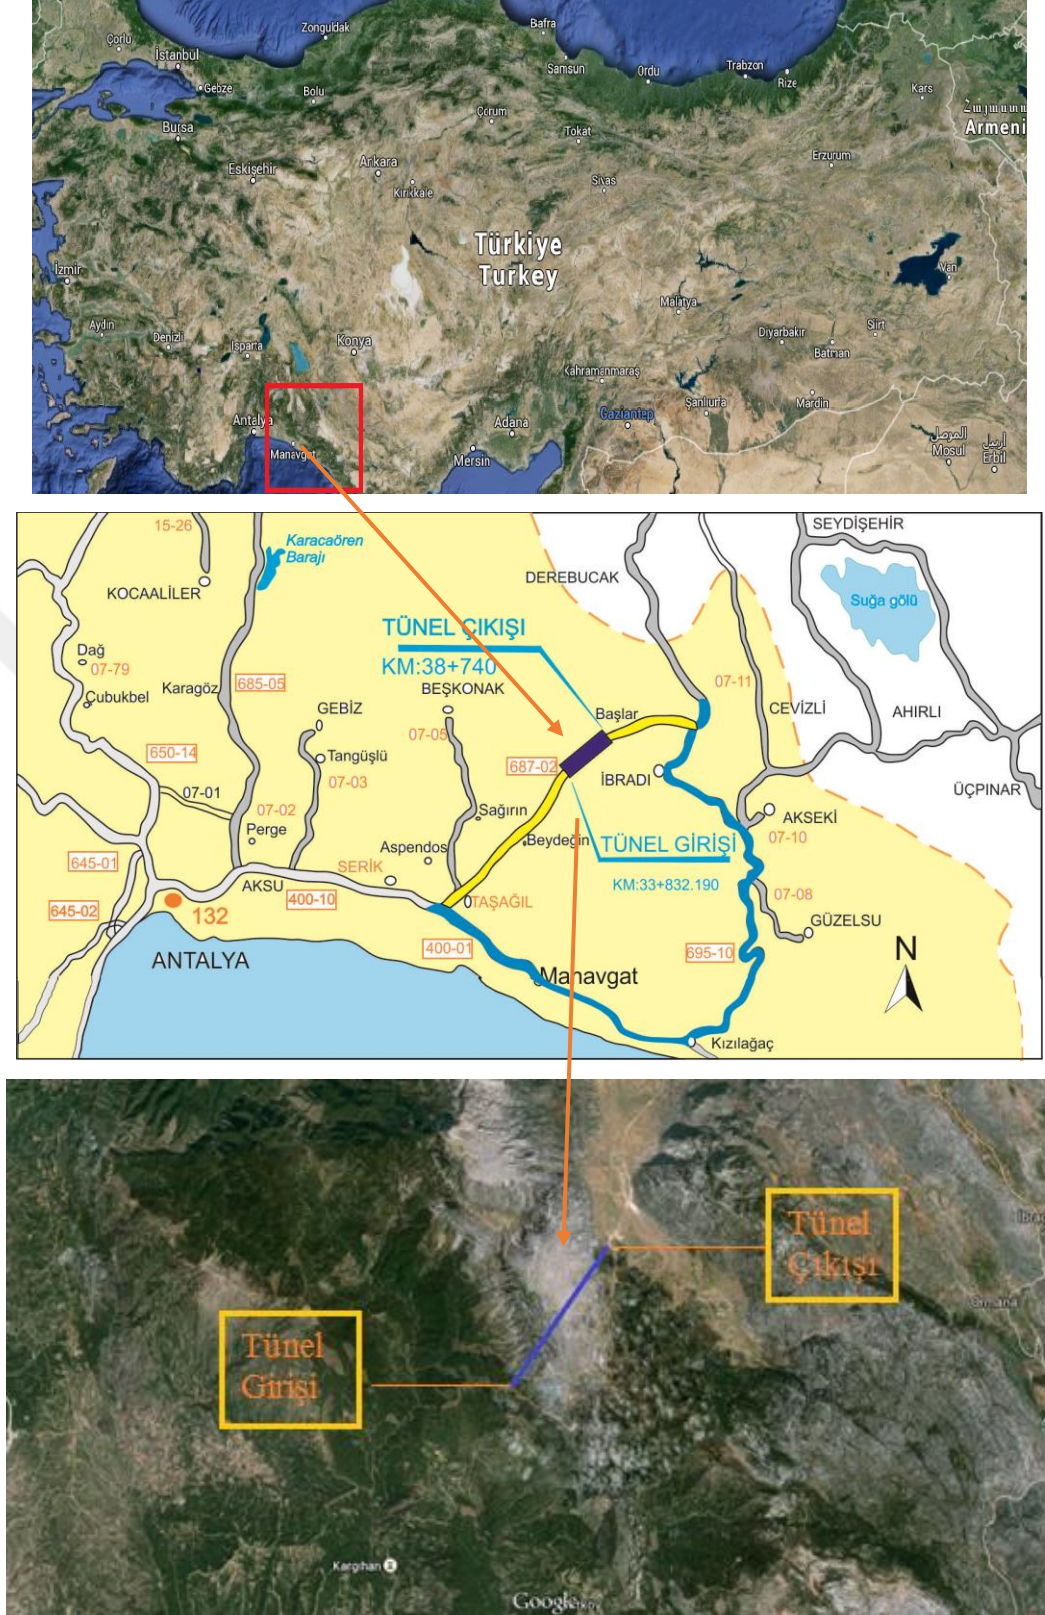 Zonguldak
Bafra
Çorlu
İstanbul
Samsun
Ordu
Trabzon
Rize
Kars
Gebze
Bolu
Çorum
Հայաստա
Armeni
Bursa
Tokat
Eskişehir
Ankara
Kırıkkale
Erzurum
Sivas
Türkiye
Turkey
İzmir
Van
Malatya
Aydın
Denizli
Isparta
Konya
Diyarbakır
Siirt
Batman
Kahramanmaraş
Şanlıurfa
Mardin
Gaziantep
Antalya
Adana
Manavgat
Mersin
الموصل
Mosul
أربيل
Erbil
15-26
Karacaören
Barajı
SEYDİŞEHİR
KOCAALİLER
DEREBUCAK
Suğa gölü
TÜNEL ÇIKIŞI
KM:38+740
Dağ
07-79
Çubukbel
Karagöz
685-05
BEŞKONAK
07-11
GEBİZ
Başlar
CEVİZLİ
AHIRLI
07-05
650-14
Tangüşlü
687-02
İBRADI
07-01
07-03
ÜÇPINAR
07-02
Sağırın
AKSEKİ
Perge
Beydeğin
TÜNEL GİRİŞİ
07-10
Aspendos
645-01
SERİK
AKSU
400-10
KM:33+832.190
07-08
645-02
132
TAŞAĞIL
GÜZELSU
400-01
695-10
N
ANTALYA
Manavgat
Kızılağaç
Tünel
Çıkışı
Tünel
Girişi
Kargıhan
Google